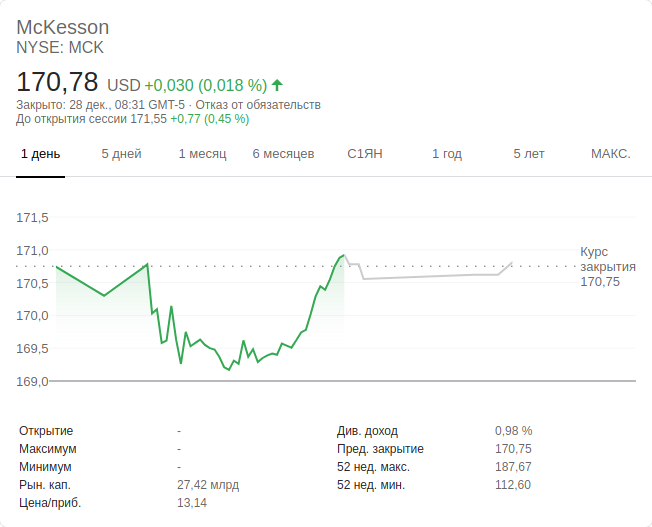 McKesson
NYSE: MCK
170,78 USD +0,030 (0,018 %)
Закрыто: 28 дек., 08:31 GMT-5 · Отказ от обязательств
До открытия сессии 171,55 +0,77 (0,45 %)
1 день 5 дней 1 месяц 6 месяцев С1ЯН 1 год 5 лет МАКС.
171,5
171,0
170,5
170,0
169,5
169,0
Курс
закрытия
170,75
Открытие - Див. доход 0,98 %
Максимум - Пред. закрытие 170,75
Минимум - 52 нед. макс. 187,67
Рын. кап. 27,42 млрд 52 нед. мин. 112,60
Цена/приб. 13,14